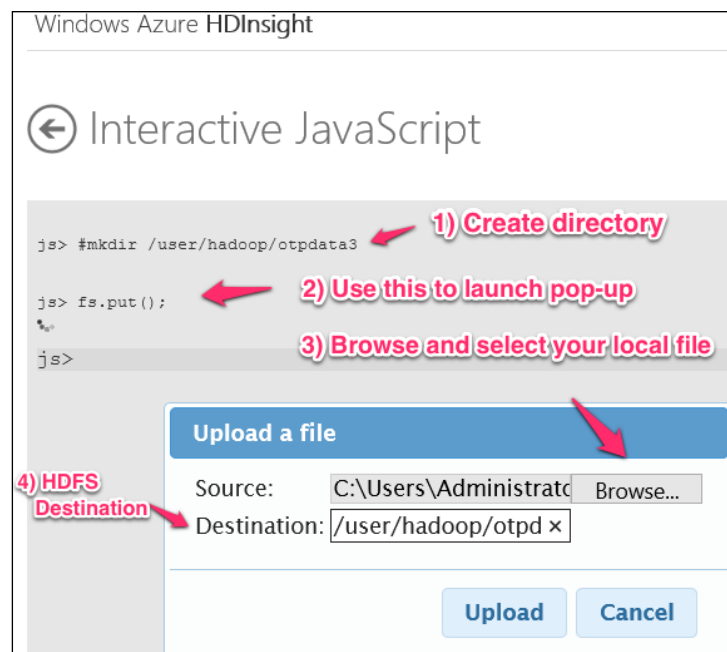 Windows Azure HDInsight
Interactive JavaScript
js> #mkdir /user/hadoop/otpdata3
1) Create directory
js> fs.put();
2) Use this to launch pop-up
3) Browse and select your local file
js>
Upload a file
4) HDFS
Destination
Source: C:\Users\Administratc Browse...
Destination: /user/hadoop/otpd ×
Upload Cancel